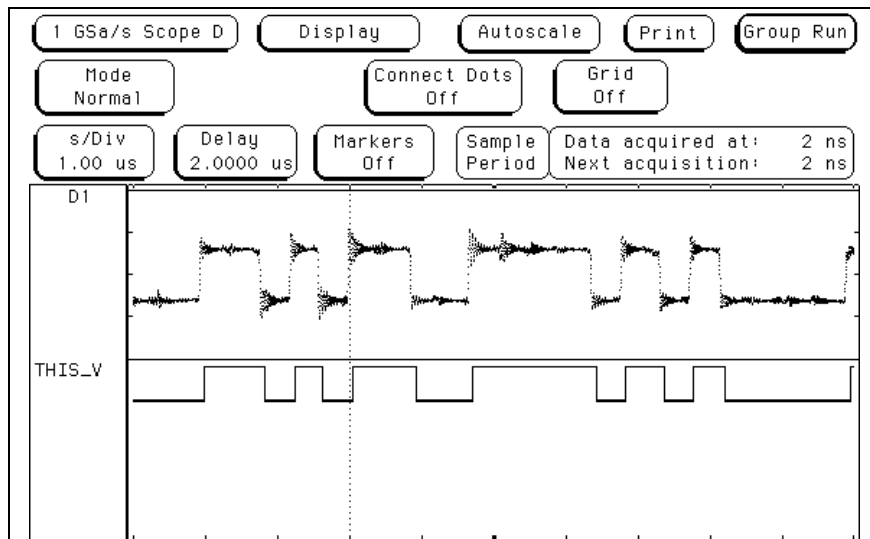 1 GSa/s Scope D Display Autoscale Print Group Run
Mode Connect Dots Grid
Normal Off Off
s/Div Delay Markers Sample Data acquired at: 2 ns
1.00 us 2.0000 us Off Period Next acquisition: 2 ns
D1
THIS_V